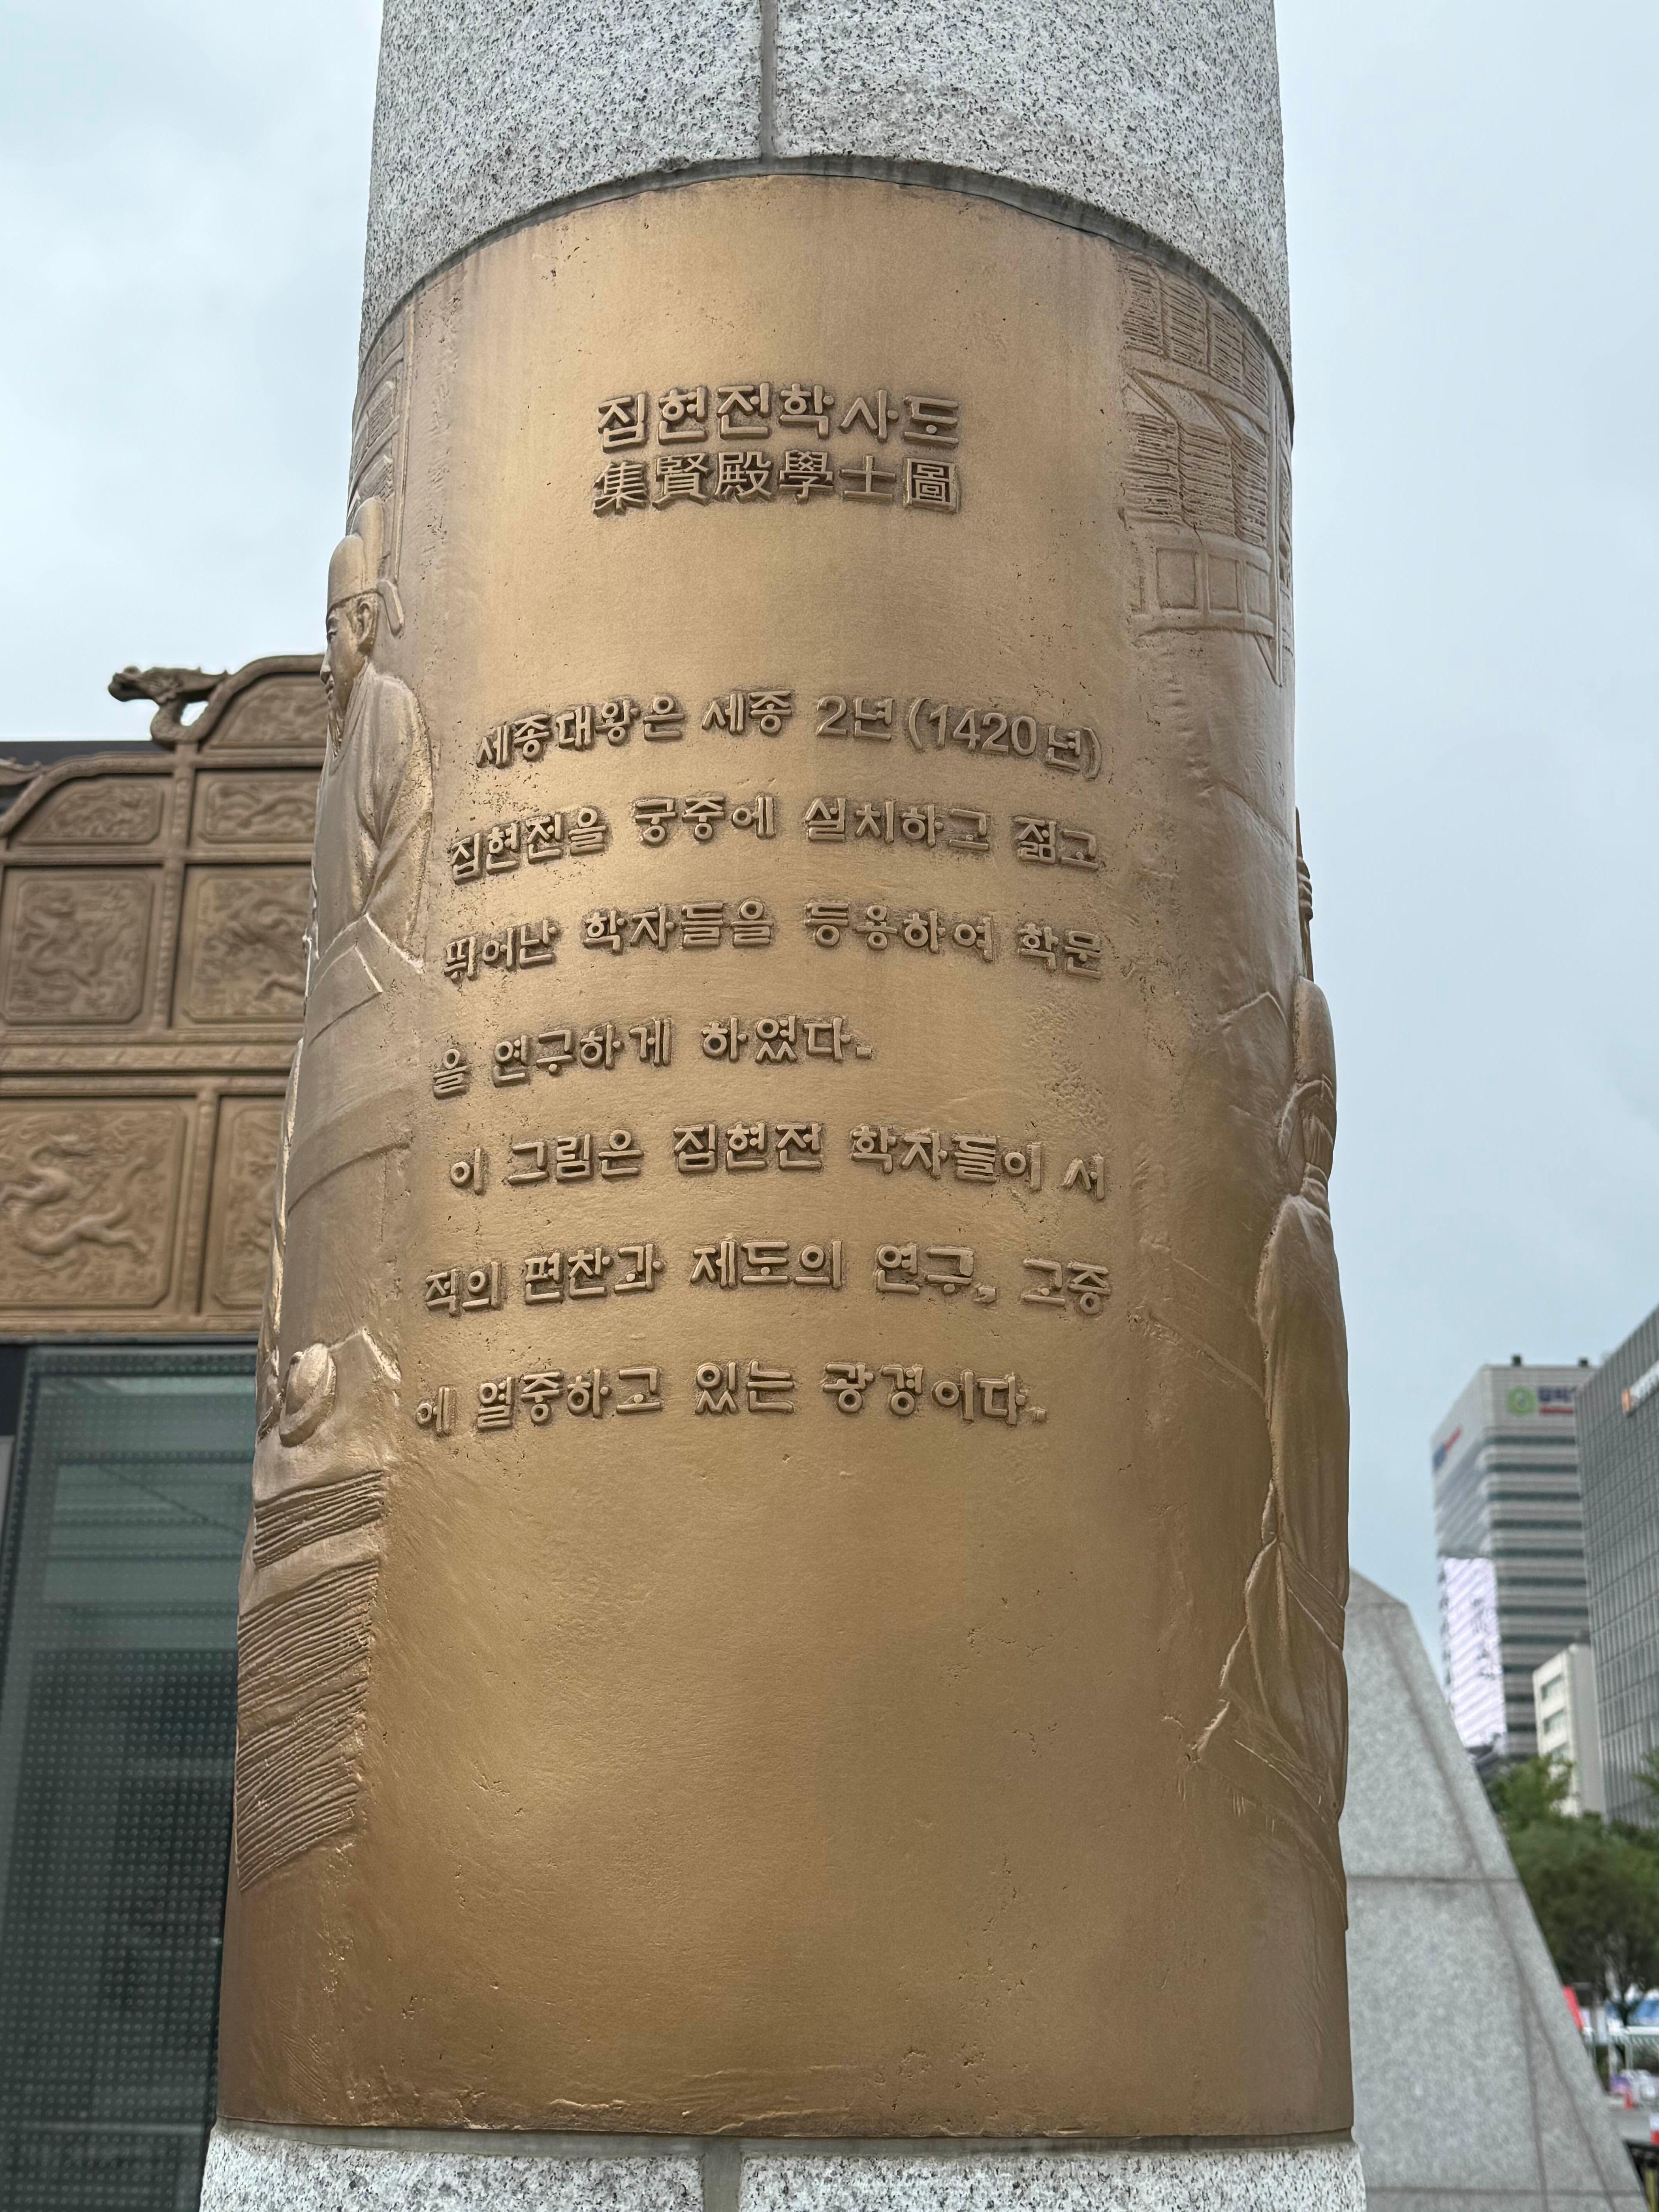 집현전학사도
集賢殿學士圖
세종대왕은 세종 2년(1420년)
집현전을 궁중에 설치하고 젊고
뛰어난 학자들을 등용하여 학문
을 연구하게 하였다.
이 그림은 집현전 학자들이 서
적의 편찬과 제도의 연구, 고증
에 열중하고 있는 광경이다.